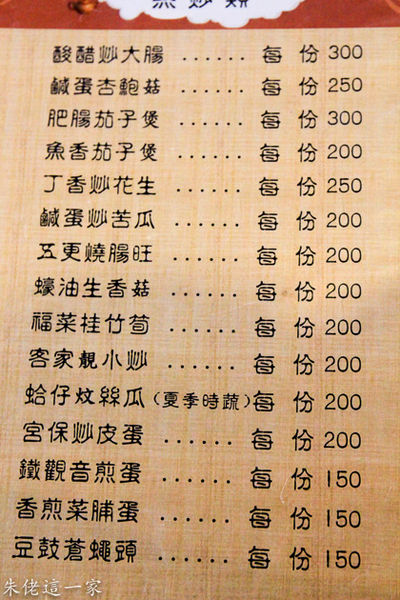 酸醋炒大腸 ...... 每 份 300
鹹蛋杏鮑菇 ...... 每 份 250
肥腸茄子煲 ...... 每 份 300
魚香茄子煲 ...... 每 份 200
丁香炒花生 ...... 每 份 250
鹹蛋炒苦瓜 ...... 每 份 200
五更燒腸旺 ...... 每 份 200
蠔油生香菇 ...... 每 份 200
福菜桂竹筍 ...... 每 份 200
客家靚小炒 ...... 每 份 200
蛤仔炆絲瓜(夏季時蔬)每 份 200
宮保炒皮蛋 ...... 每 份 200
鐵觀音煎蛋 ...... 每 份 150
香煎菜脯蛋 ...... 每 份 150
豆鼓蒼蠅頭 ...... 每 份 150
朱佬這一家